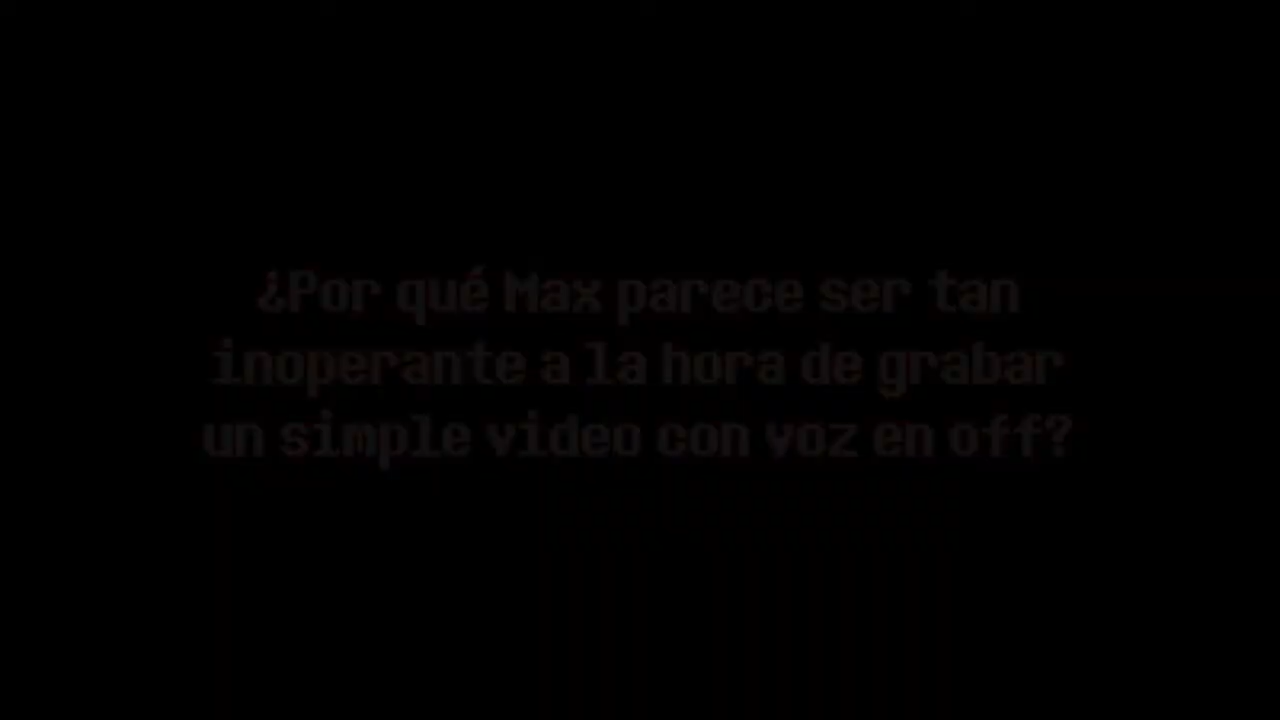 ¿Por qué Max parece ser tan
inoperante a la hora de grabar
un simple video con voz en off?